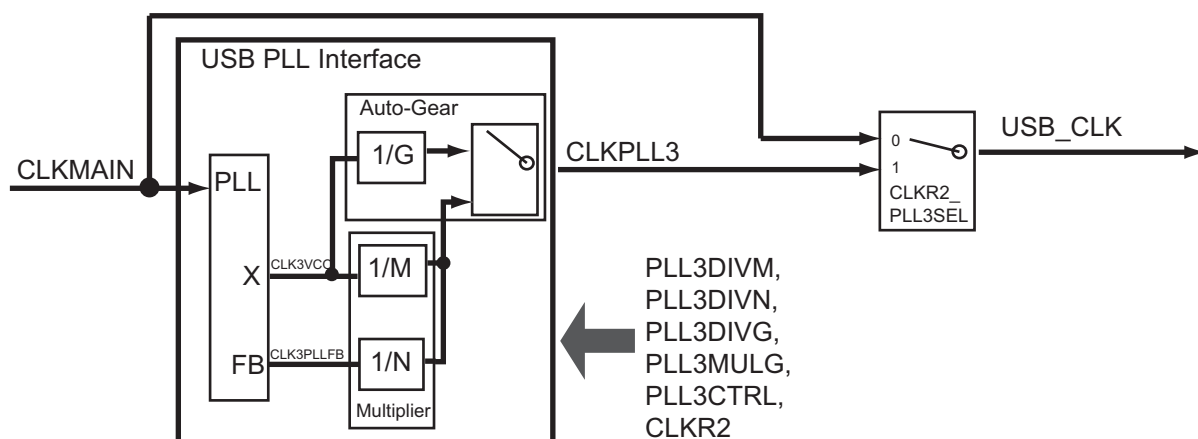 USB PLL Interface
Auto-Gear
1/G
CLKMAIN
PLL
CLKPLL3
0
1
CLKR2_
PLL3SEL
USB_CLK
X
CLK3VCO
1/M
FB
CLK3PLLFB
1/N
Multiplier
PLL3DIVM,
PLL3DIVN,
PLL3DIVG,
PLL3MULG,
PLL3CTRL,
CLKR2